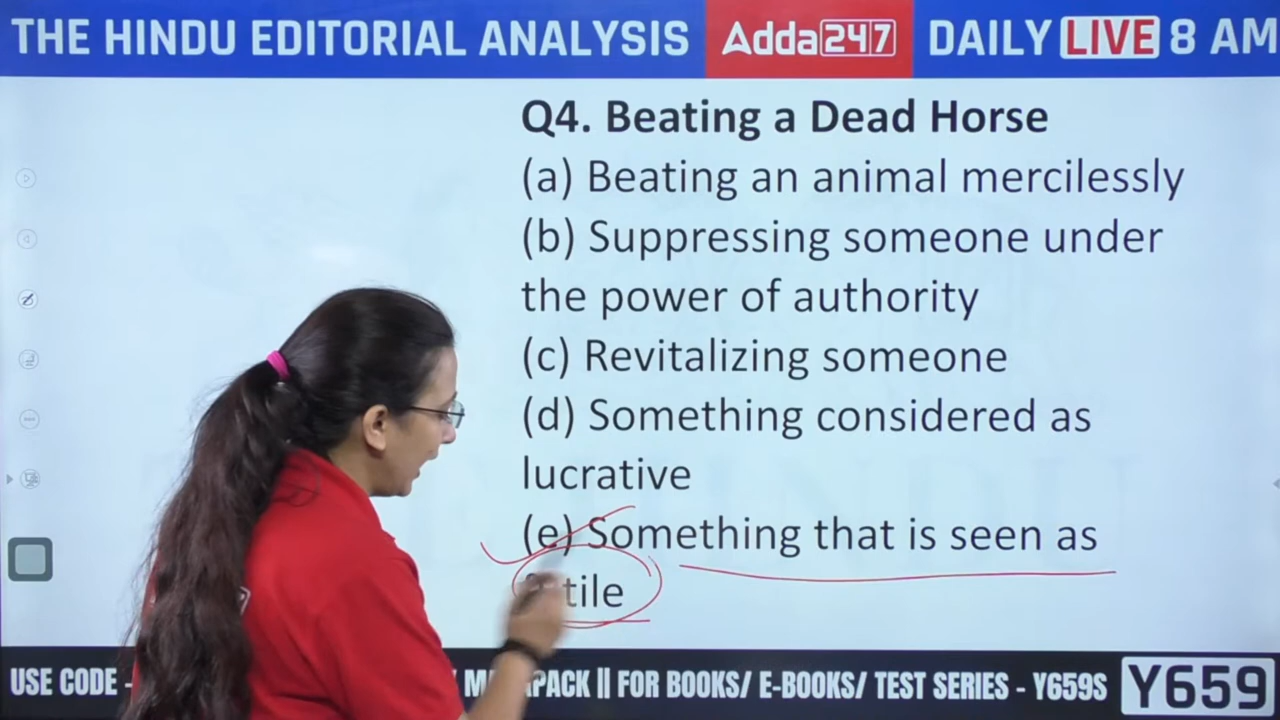 THE HINDU EDITORIAL ANALYSIS Adda247 DAILY LIVE 8 AM
Q4. Beating a Dead Horse
(a) Beating an animal mercilessly
(b) Suppressing someone under
the power of authority
(c) Revitalizing someone
(d) Something considered as
lucrative
(e) Something that is seen as
tile
USE CODE - PACK || FOR BOOKS/ E-BOOKS/ TEST SERIES - Y659S Y659